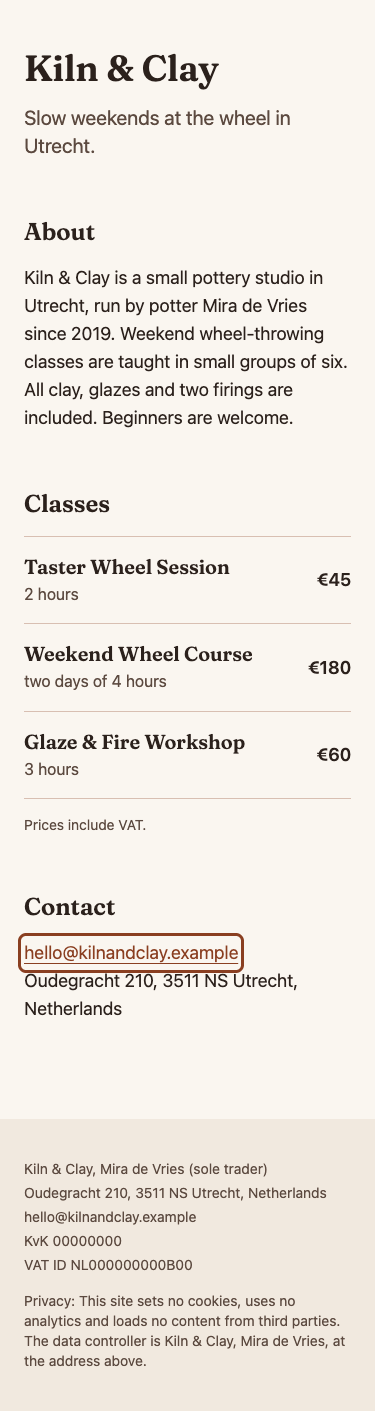 Kiln & Clay
Slow weekends at the wheel in
Utrecht.
About
Kiln & Clay is a small pottery studio in
Utrecht, run by potter Mira de Vries
since 2019. Weekend wheel-throwing
classes are taught in small groups of six.
All clay, glazes and two firings are
included. Beginners are welcome.
Classes
Taster Wheel Session
2 hours
€45
Weekend Wheel Course
two days of 4 hours
€180
Glaze & Fire Workshop
3 hours
€60
Prices include VAT.
Contact
hello@kilnandclay.example
Oudegracht 210, 3511 NS Utrecht,
Netherlands
Kiln & Clay, Mira de Vries (sole trader)
Oudegracht 210, 3511 NS Utrecht, Netherlands
hello@kilnandclay.example
KvK 00000000
VAT ID NL000000000B00
Privacy: This site sets no cookies, uses no
analytics and loads no content from third parties.
The data controller is Kiln & Clay, Mira de Vries, at
the address above.